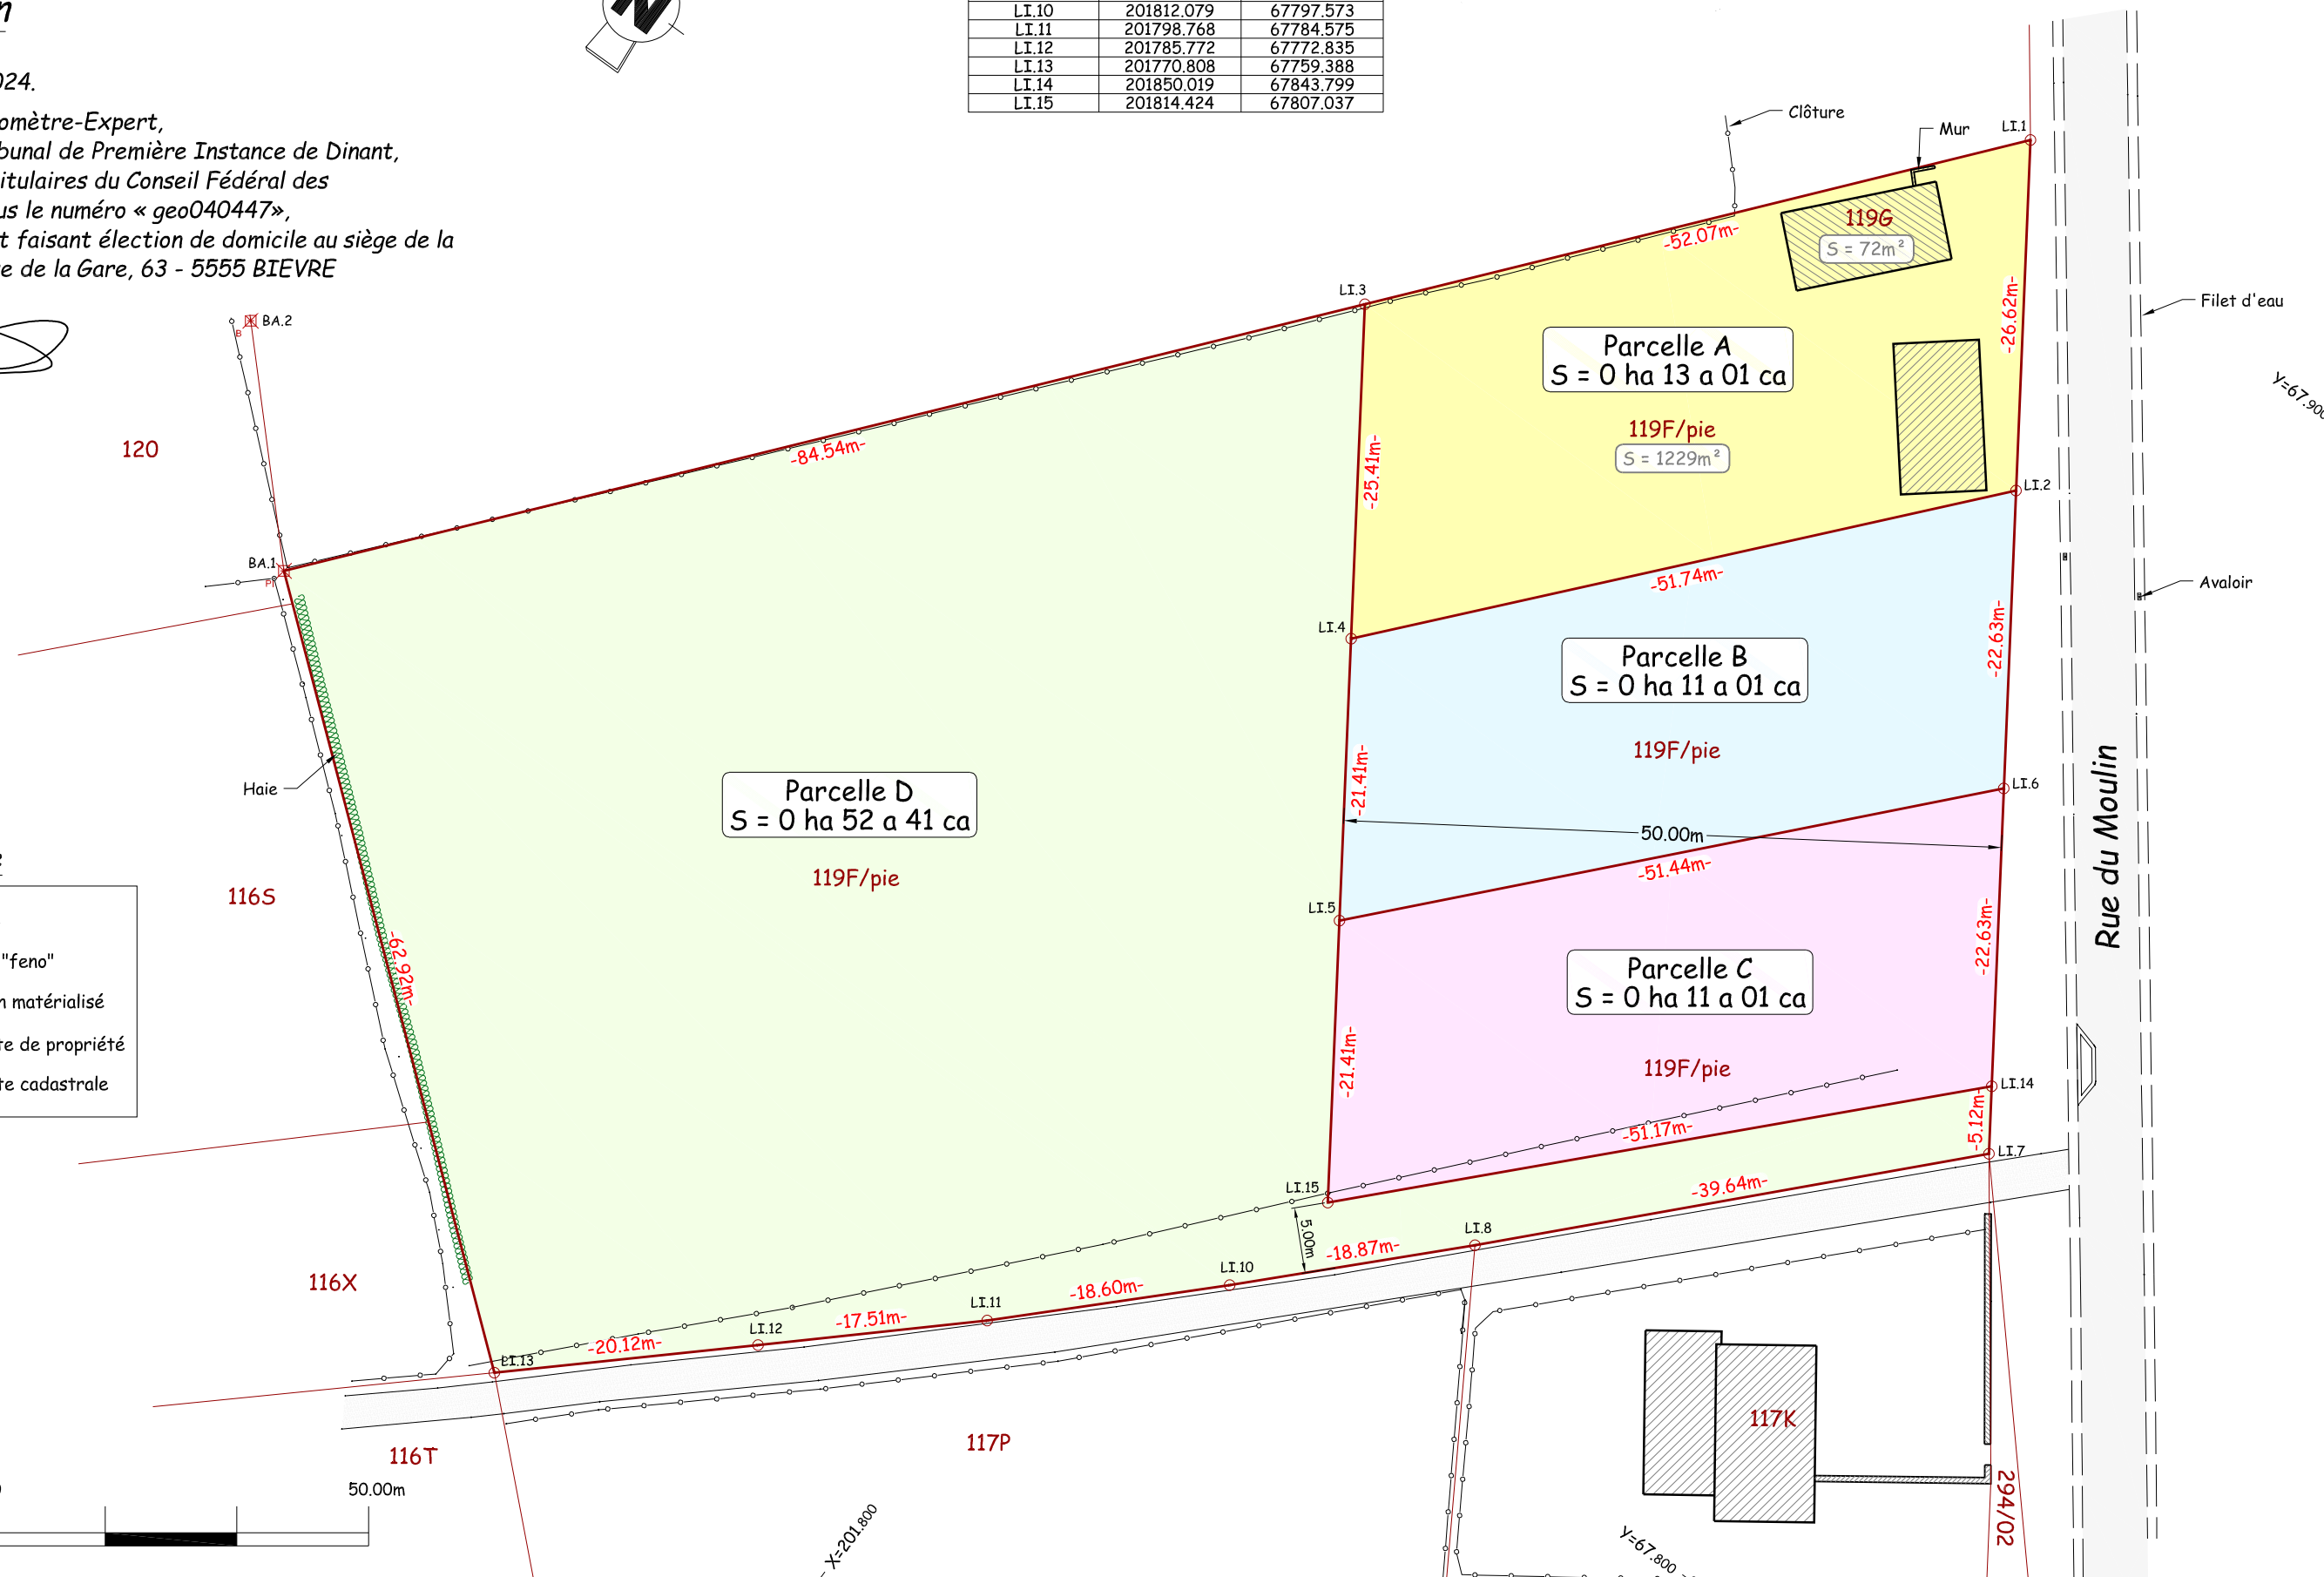 024.
omètre-Expert,
bunal de Première Instance de Dinant,
itulaires du Conseil Fédéral des
us le numéro « geo040447»,
t faisant élection de domicile au siège de la
e de la Gare, 63 - 5555 BIEVRE
N
LI.10 201812.079 67797.573
LI.11 201798.768 67784.575
LI.12 201785.772 67772.835
LI.13 201770.808 67759.388
LI.14 201850.019 67843.799
LI.15 201814.424 67807.037
Clôture
Mur
LI.1
119G
S = 72m²
-52.07m-
LI.3
-26.62m-
Filet d'eau
BA.2
B
Parcelle A
S = 0 ha 13 a 01 ca
Y=67.900
119F/pie
S = 1229m²
120
-84.54m-
-25.41m-
LI.2
BA.1
PI
-51.74m-
Avaloir
LI.4
-22.63m-
Parcelle B
S = 0 ha 11 a 01 ca
119F/pie
-21.41m-
Haie
Parcelle D
S = 0 ha 52 a 41 ca
119F/pie
LI.6
50.00m
-51.44m-
Rue du Moulin
116S
LI.5
-62.92m-
-22.63m-
"feno"
n matérialisé
te de propriété
te cadastrale
Parcelle C
S = 0 ha 11 a 01 ca
119F/pie
-21.41m-
LI.14
-5.12m-
-51.17m-
LI.7
LI.15
-39.64m-
5.00m
LI.8
-18.87m-
116X
LI.10
-18.60m-
LI.11
-17.51m-
LI.12
-20.12m-
LI.13
117K
117P
116T
50.00m
294/02
X=201.800
Y=67.800